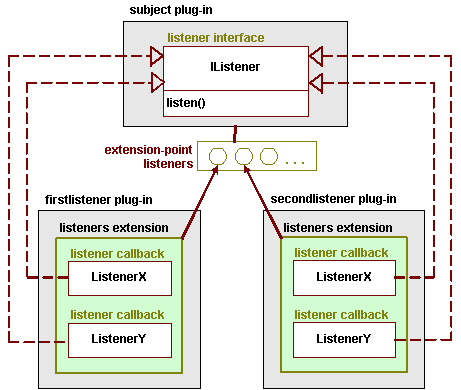 subject plug-in
listener interface
IListener
listen()
extension-point
listeners
...
firstlistener plug-in
listeners extension
listener callback
ListenerX
listener callback
ListenerY
secondlistener plug-in
listeners extension
listener callback
ListenerX
listener callback
ListenerY